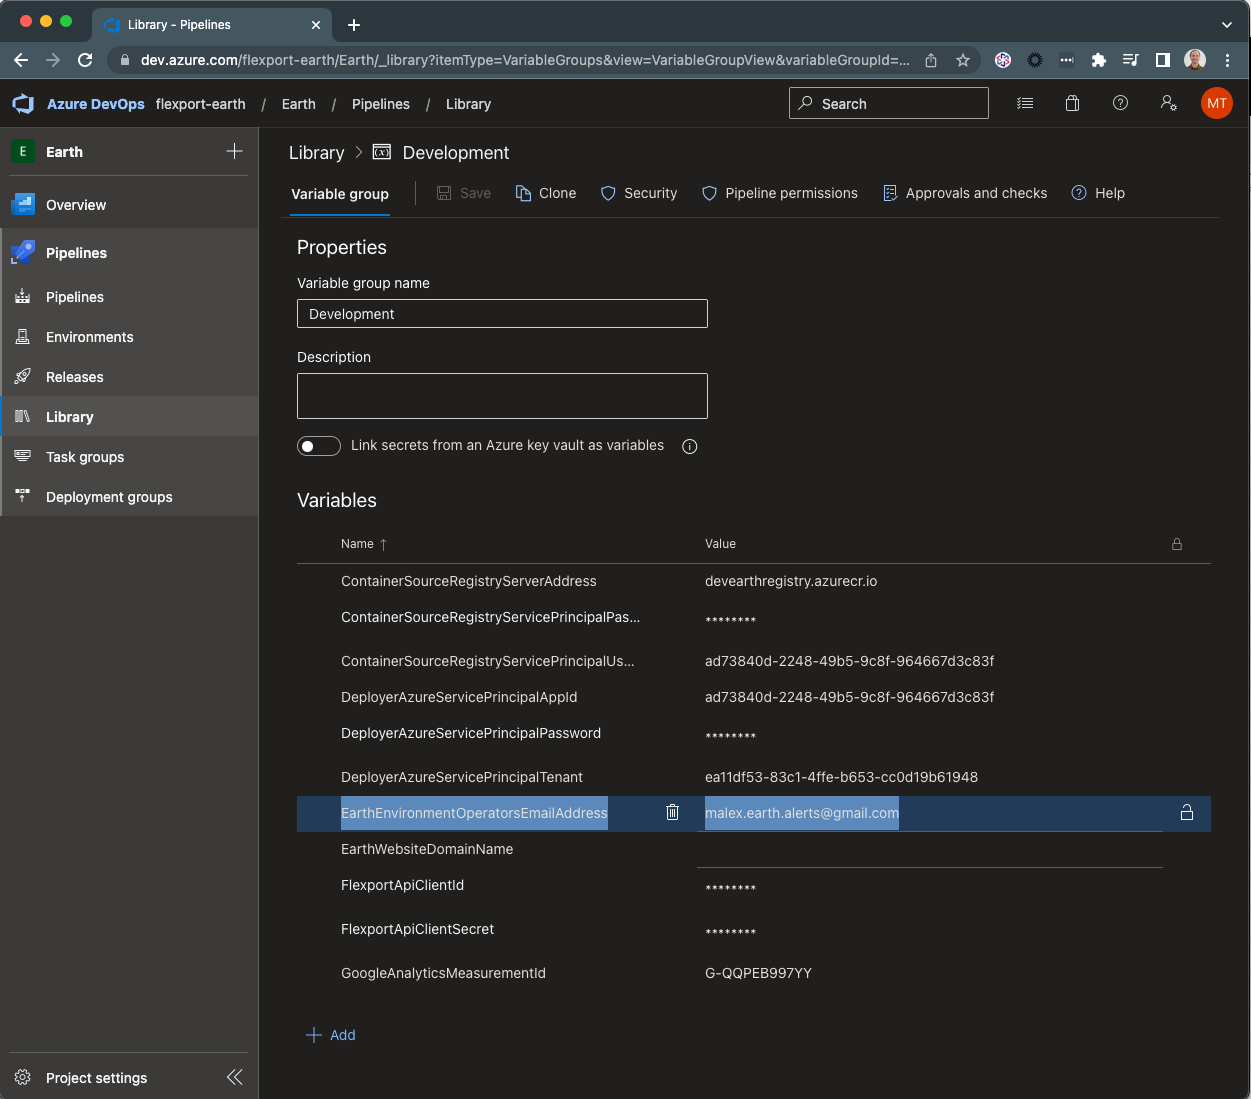 Library - Pipelines
dev.azure.com/flexport-earth/Earth/_library?itemType=VariableGroups&view=VariableGroupView&variableGroupId=...
Azure DevOps flexport-earth / Earth / Pipelines / Library
Search
MT
E Earth
Overview
Pipelines
Pipelines
Environments
Releases
Library
Task groups
Deployment groups
Project settings
Library > (x) Development
Variable group Save Clone Security Pipeline permissions Approvals and checks Help
Properties
Variable group name
Development
Description
Link secrets from an Azure key vault as variables
Variables
Name ↑ Value
ContainerSourceRegistryServerAddress devearthregistry.azurecr.io
ContainerSourceRegistryServicePrincipalPas... ********
ContainerSourceRegistryServicePrincipalUs... ad73840d-2248-49b5-9c8f-964667d3c83f
DeployerAzureServicePrincipalAppId ad73840d-2248-49b5-9c8f-964667d3c83f
DeployerAzureServicePrincipalPassword ********
DeployerAzureServicePrincipalTenant ea11df53-83c1-4ffe-b653-cc0d19b61948
EarthEnvironmentOperatorsEmailAddress malex.earth.alerts@gmail.com
EarthWebsiteDomainName
FlexportApiClientId ********
FlexportApiClientSecret ********
GoogleAnalyticsMeasurementId G-QQPEB997YY
+ Add